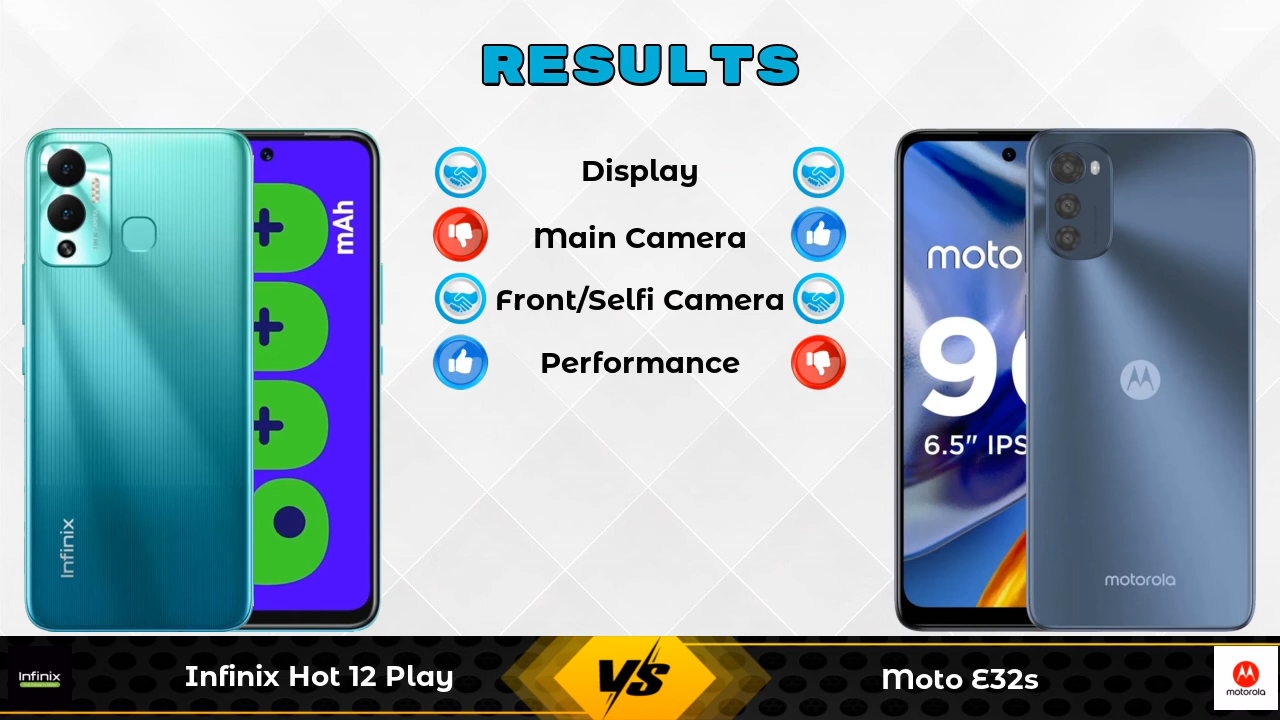 RESULTS
Display
Main Camera
Front/Selfi Camera
Performance
mAh
Infinix
moto
90
6.5" IPS
motorola
Infinix
Infinix Hot 12 Play
VS
Moto E32s
motorola